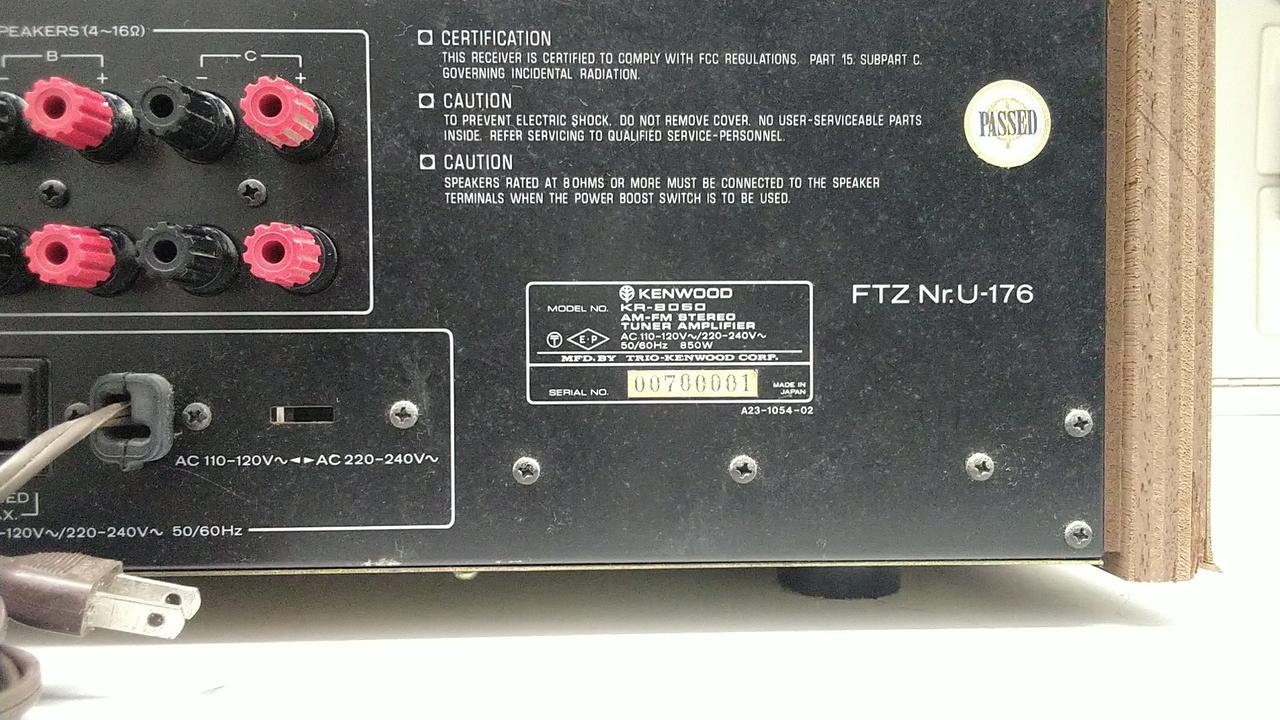 SPEAKERS (4~16Ω)
B
C
- +
- +
CERTIFICATION
THIS RECEIVER IS CERTIFIED TO COMPLY WITH FCC REGULATIONS, PART 15, SUBPART C.
GOVERNING INCIDENTAL RADIATION.
CAUTION
TO PREVENT ELECTRIC SHOCK. DO NOT REMOVE COVER. NO USER-SERVICEABLE PARTS
INSIDE. REFER SERVICING TO QUALIFIED SERVICE-PERSONNEL.
CAUTION
SPEAKERS RATED AT 8 OHMS OR MORE MUST BE CONNECTED TO THE SPEAKER
TERMINALS WHEN THE POWER BOOST SWITCH IS TO BE USED.
PASSED
KENWOOD
MODEL NO. KR-8050
AM-FM STEREO
TUNER AMPLIFIER
T E-P AC 110-120V~/220-240V~
50/60Hz 850W
MFD. BY TRIO-KENWOOD CORP.
SERIAL NO. 00700001 MADE IN
JAPAN
A23-1054-02
FTZ Nr.U-176
AC 110-120V~◄►AC 220-240V~
ED
AX.
-120V~/220-240V~ 50/60Hz